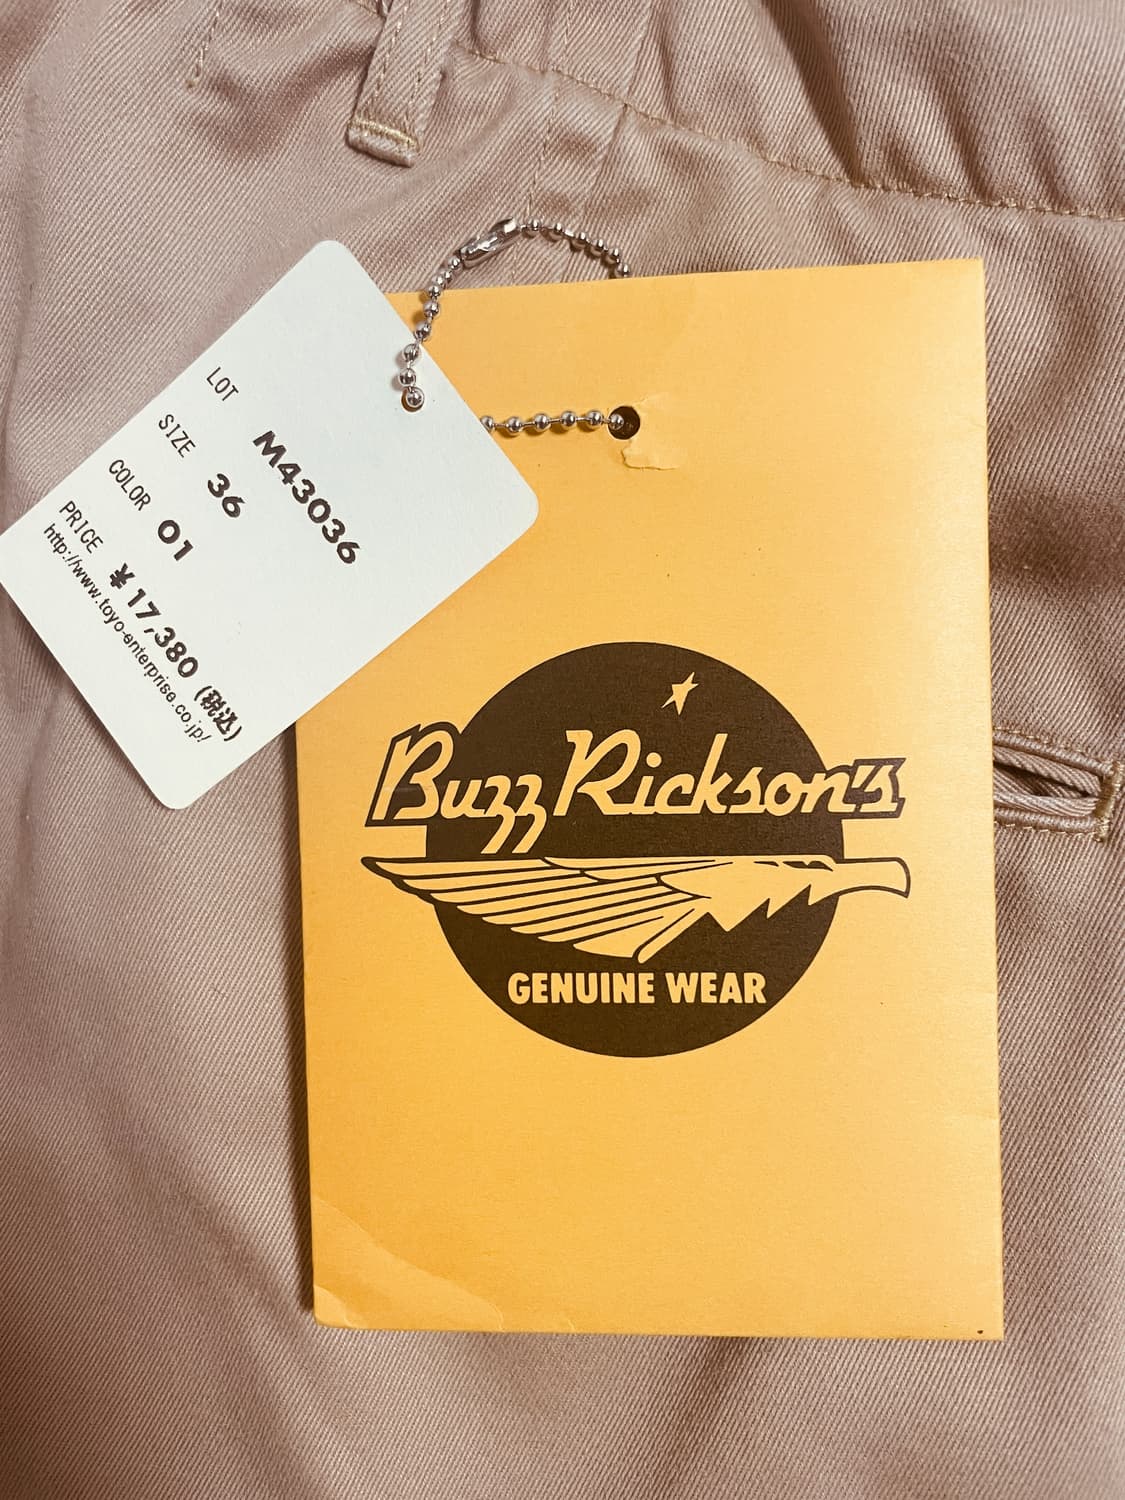 LOT M43036
SIZE 36
COLOR 01
PRICE ¥17,380 (税込)
http://www.toyo-enterprise.co.jp/
Buzz Rickson's
GENUINE WEAR